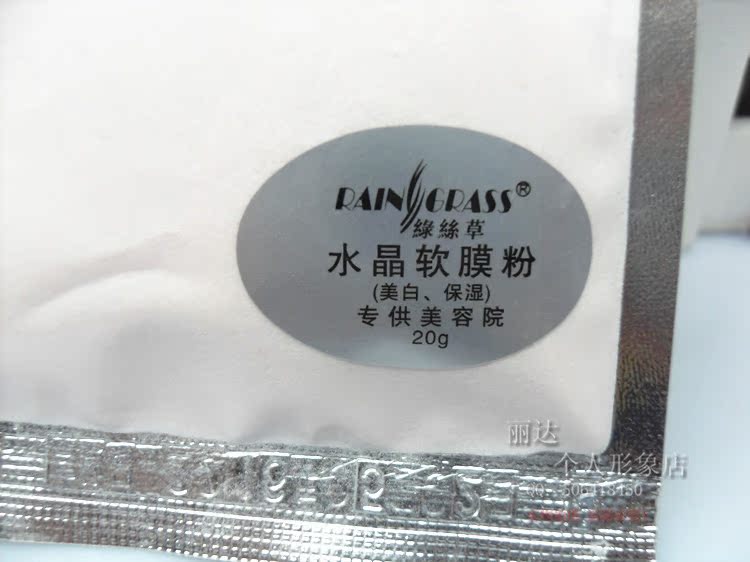 RAIN GRASS®
綠絲草
水晶软膜粉
(美白、保湿)
专供美容院
20g
丽达
个人形象店